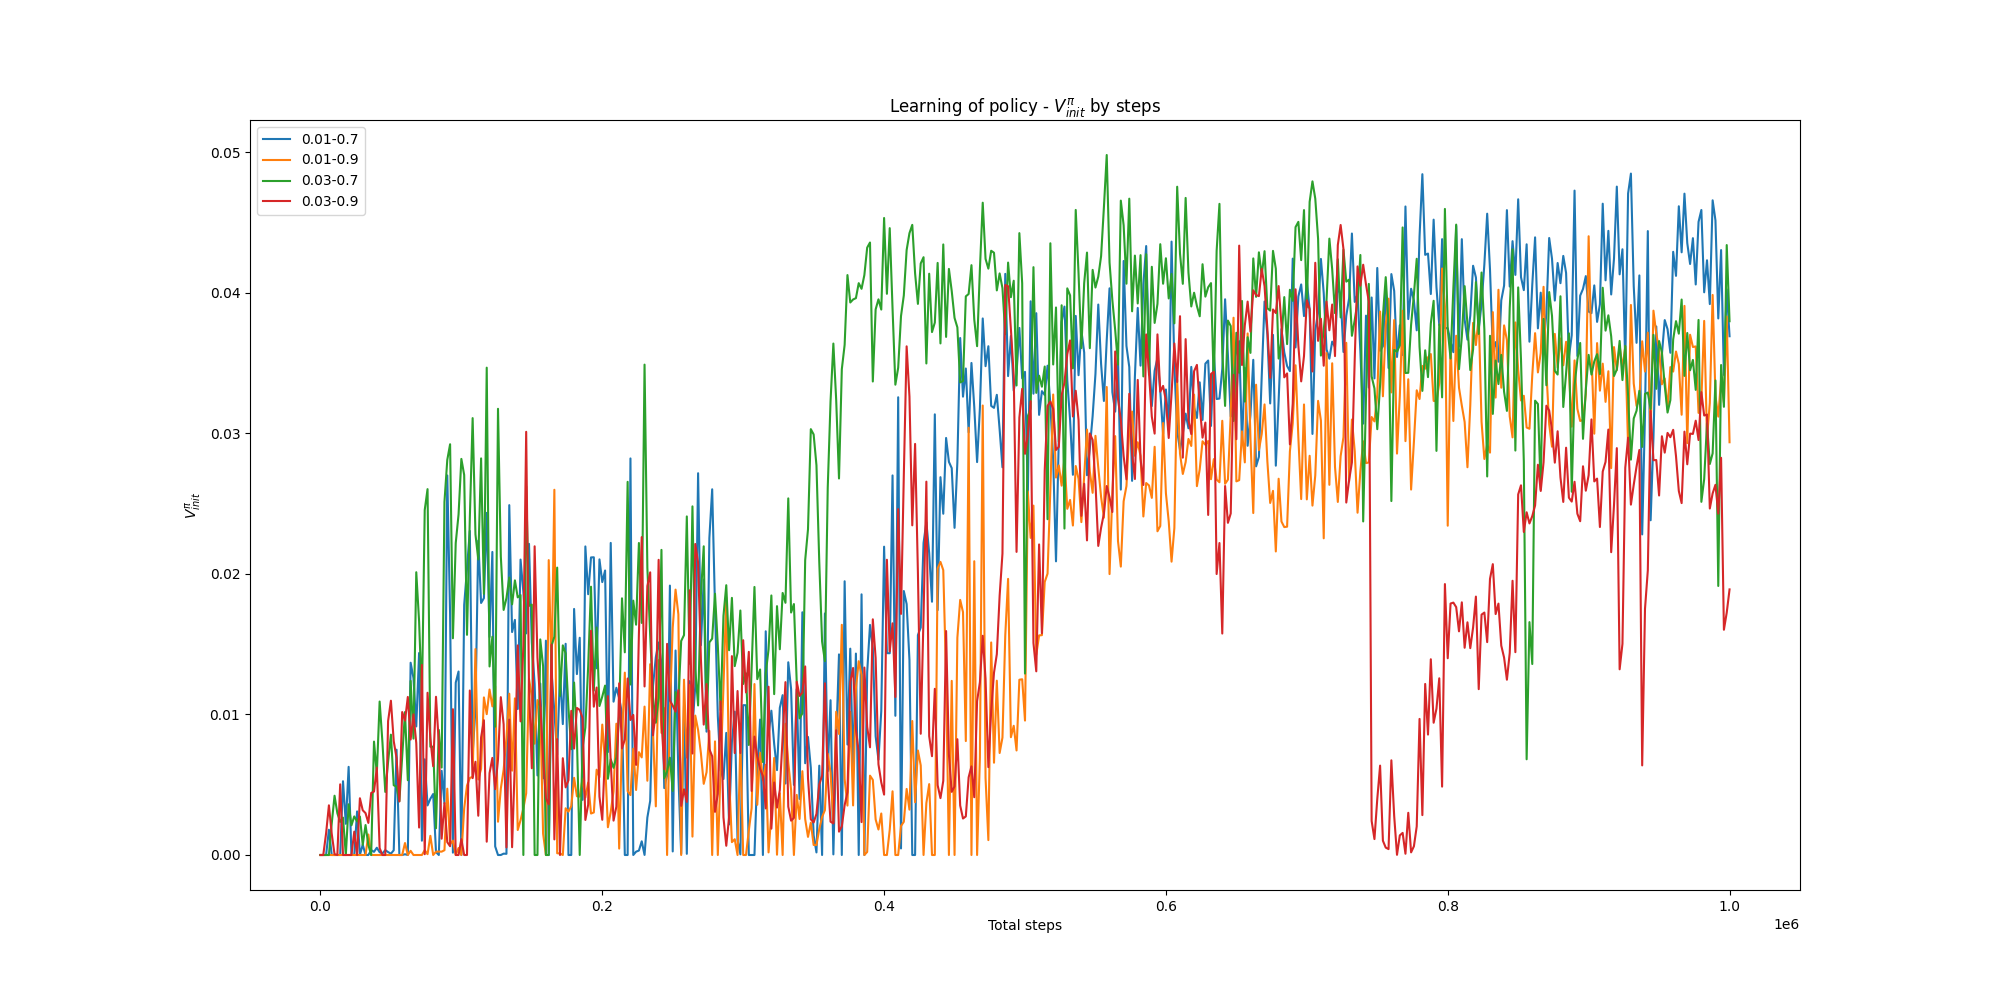 Learning of policy - $V^{\pi}_{init}$ by steps
0.01-0.7
0.01-0.9
0.03-0.7
0.03-0.9
$V^{\pi}_{init}$
0.05
0.04
0.03
0.02
0.01
0.00
0.0 0.2 0.4 0.6 0.8 1.0
Total steps
1e6